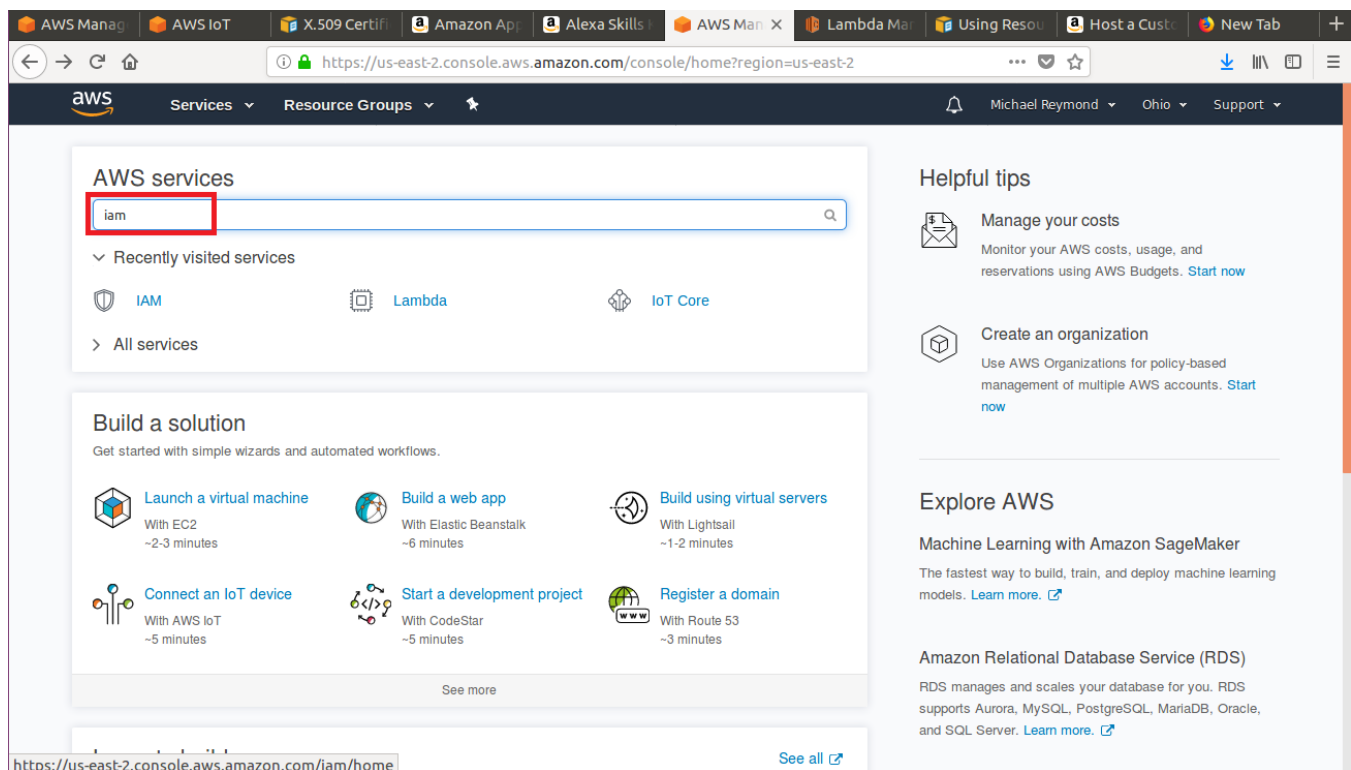 AWS Manag
AWS IoT
X.509 Certifi
Amazon App
Alexa Skills
AWS Man
Lambda Mar
Using Resou
Host a Custo
New Tab
https://us-east-2.console.aws.amazon.com/console/home?region=us-east-2
aws
Services
Resource Groups
Michael Reymond
Ohio
Support
AWS services
iam
Recently visited services
IAM
Lambda
IoT Core
All services
Build a solution
Get started with simple wizards and automated workflows.
Launch a virtual machine
With EC2
~2-3 minutes
Build a web app
With Elastic Beanstalk
~6 minutes
Build using virtual servers
With Lightsail
~1-2 minutes
Connect an IoT device
With AWS IoT
~5 minutes
Start a development project
With CodeStar
~5 minutes
www
Register a domain
With Route 53
~3 minutes
See more
See all
https://us-east-2.console.aws.amazon.com/iam/home
Helpful tips
Manage your costs
Monitor your AWS costs, usage, and
reservations using AWS Budgets. Start now
Create an organization
Use AWS Organizations for policy-based
management of multiple AWS accounts. Start
now
Explore AWS
Machine Learning with Amazon SageMaker
The fastest way to build, train, and deploy machine learning
models. Learn more.
Amazon Relational Database Service (RDS)
RDS manages and scales your database for you. RDS
supports Aurora, MySQL, PostgreSQL, MariaDB, Oracle,
and SQL Server. Learn more.